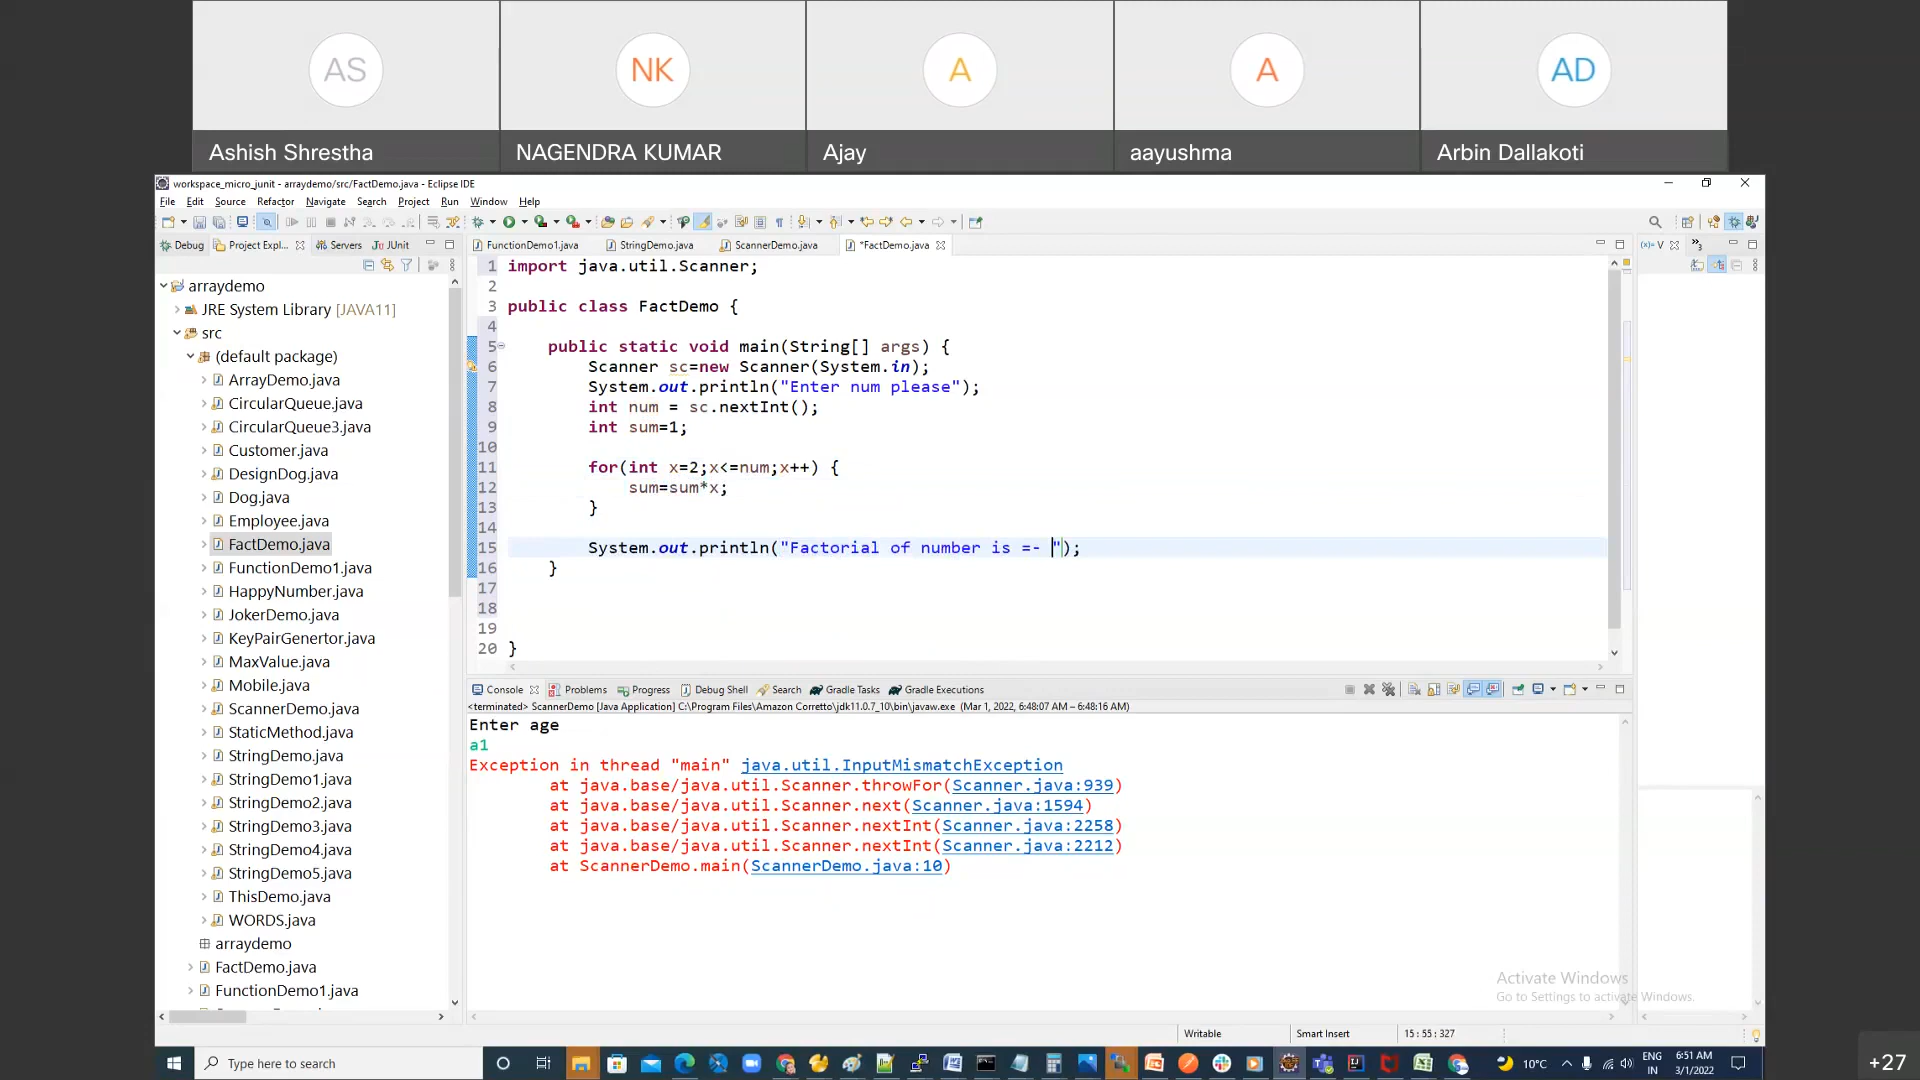 AS
NK
A
A
AD
Ashish Shrestha
NAGENDRA KUMAR
Ajay
aayushma
Arbin Dallakoti
workspace_micro_junit - arraydemo/src/FactDemo.java - Eclipse IDE
File Edit Source Refactor Navigate Search Project Run Window Help
Debug Project Expl... Servers JUnit
FunctionDemo1.java StringDemo.java ScannerDemo.java *FactDemo.java
arraydemo
JRE System Library [JAVA11]
src
(default package)
ArrayDemo.java
CircularQueue.java
CircularQueue3.java
Customer.java
DesignDog.java
Dog.java
Employee.java
FactDemo.java
FunctionDemo1.java
HappyNumber.java
JokerDemo.java
KeyPairGenertor.java
MaxValue.java
Mobile.java
ScannerDemo.java
StaticMethod.java
StringDemo.java
StringDemo1.java
StringDemo2.java
StringDemo3.java
StringDemo4.java
StringDemo5.java
ThisDemo.java
WORDS.java
arraydemo
FactDemo.java
FunctionDemo1.java
1 import java.util.Scanner;
2
3 public class FactDemo {
4
5 public static void main(String[] args) {
6 Scanner sc=new Scanner(System.in);
7 System.out.println("Enter num please");
8 int num = sc.nextInt();
9 int sum=1;
10
11 for(int x=2;x<=num;x++) {
12 sum=sum*x;
13 }
14
15 System.out.println("Factorial of number is =- ");
16 }
17
18
19
20 }
(x)= V
Console Problems Progress Debug Shell Search Gradle Tasks Gradle Executions
<terminated> ScannerDemo [Java Application] C:\Program Files\Amazon Corretto\jdk11.0.7_10\bin\javaw.exe (Mar 1, 2022, 6:48:07 AM – 6:48:16 AM)
Enter age
a1
Exception in thread "main" java.util.InputMismatchException
at java.base/java.util.Scanner.throwFor(Scanner.java:939)
at java.base/java.util.Scanner.next(Scanner.java:1594)
at java.base/java.util.Scanner.nextInt(Scanner.java:2258)
at java.base/java.util.Scanner.nextInt(Scanner.java:2212)
at ScannerDemo.main(ScannerDemo.java:10)
Activate Windows
Go to Settings to activate Windows.
Writable Smart Insert 15 : 55 : 327
Type here to search
10°C
ENG
IN
6:51 AM
3/1/2022
+27